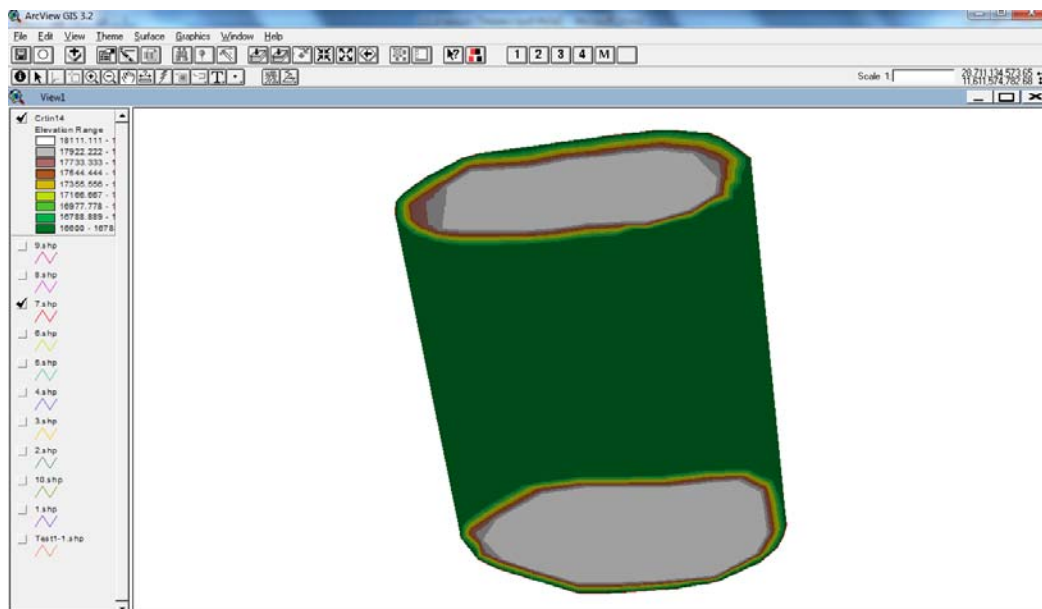 ArcView GIS 3.2
File Edit View Theme Surface Graphics Window Help
1 2 3 4 M
T
Scale 1:
View1
Crtin14
Elevation Range
18111.111 - 1
17922.222 - 1
17733.333 - 1
17544.444 - 1
17355.556 - 1
17166.667 - 1
16977.778 - 1
16788.889 - 1
16600 - 1678
9.shp
8.shp
7.shp
6.shp
5.shp
4.shp
3.shp
2.shp
10.shp
1.shp
Test1-1.shp